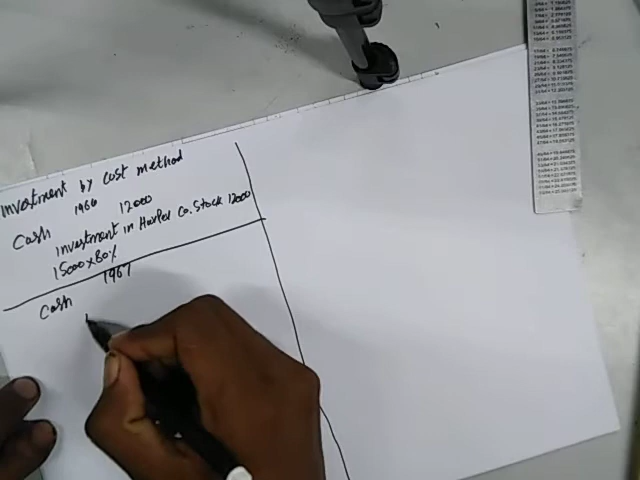 Investment by cost method
1966
Cash 12000
Investment in Harper Co. Stock 12000
15000 x 80%
1967
Cash